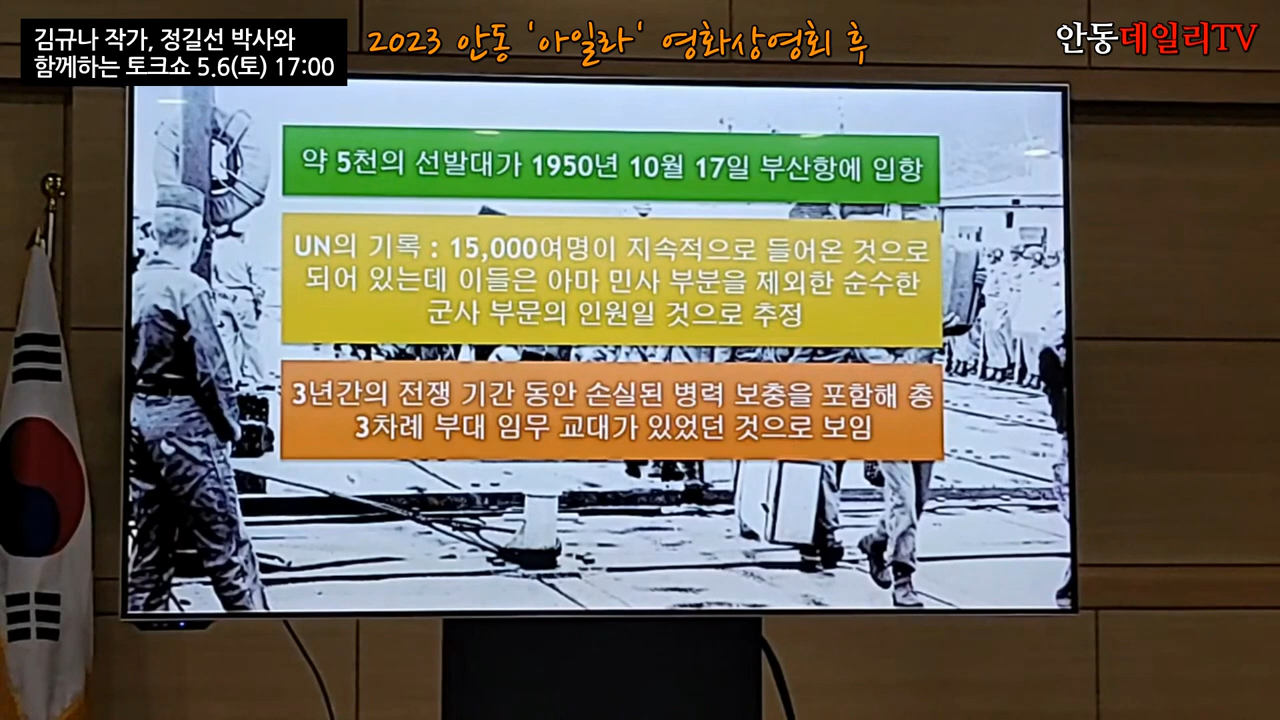 김규나 작가, 정길선 박사와
함께하는 토크쇼 5.6(토) 17:00
2023 안동 '아일라' 영화상영회 후
안동데일리TV
약 5천의 선발대가 1950년 10월 17일 부산항에 입항
UN의 기록 : 15,000여명이 지속적으로 들어온 것으로
되어 있는데 이들은 아마 민사 부분을 제외한 순수한
군사 부문의 인원일 것으로 추정
3년간의 전쟁 기간 동안 손실된 병력 보충을 포함해 총
3차례 부대 임무 교대가 있었던 것으로 보임